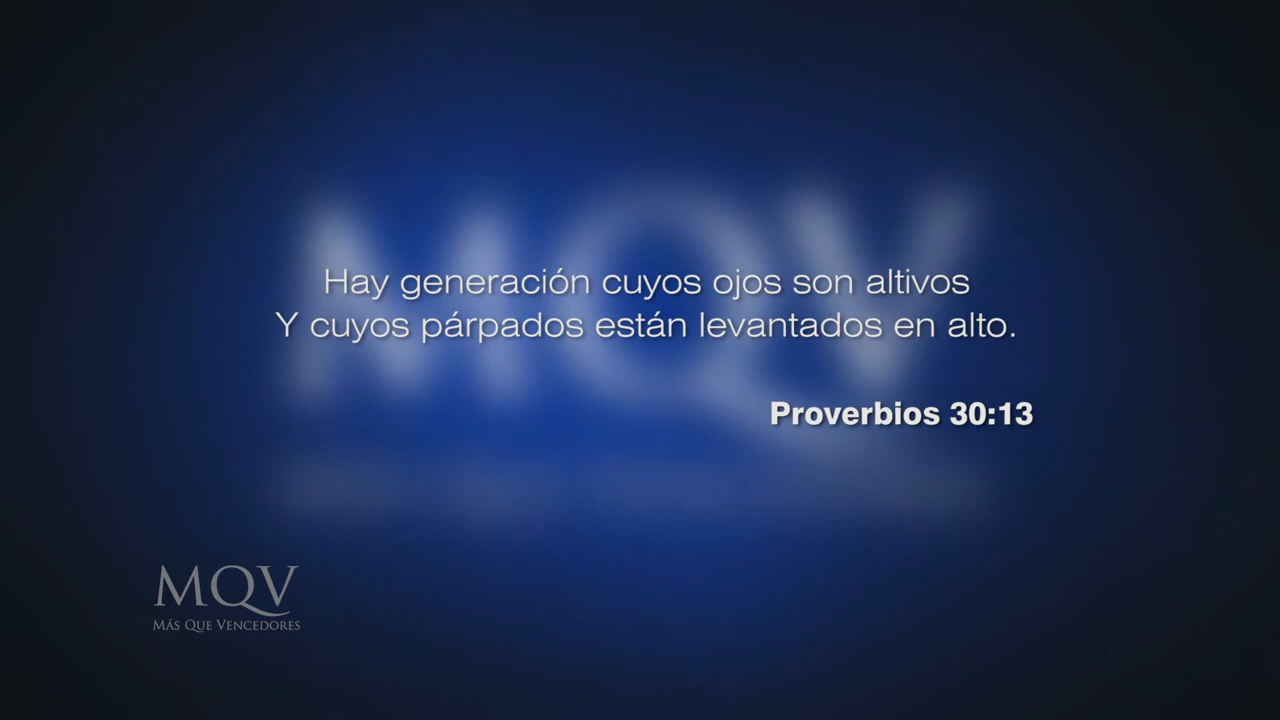 Hay generación cuyos ojos son altivos
Y cuyos párpados están levantados en alto.
Proverbios 30:13
MQV
MÁS QUE VENCEDORES